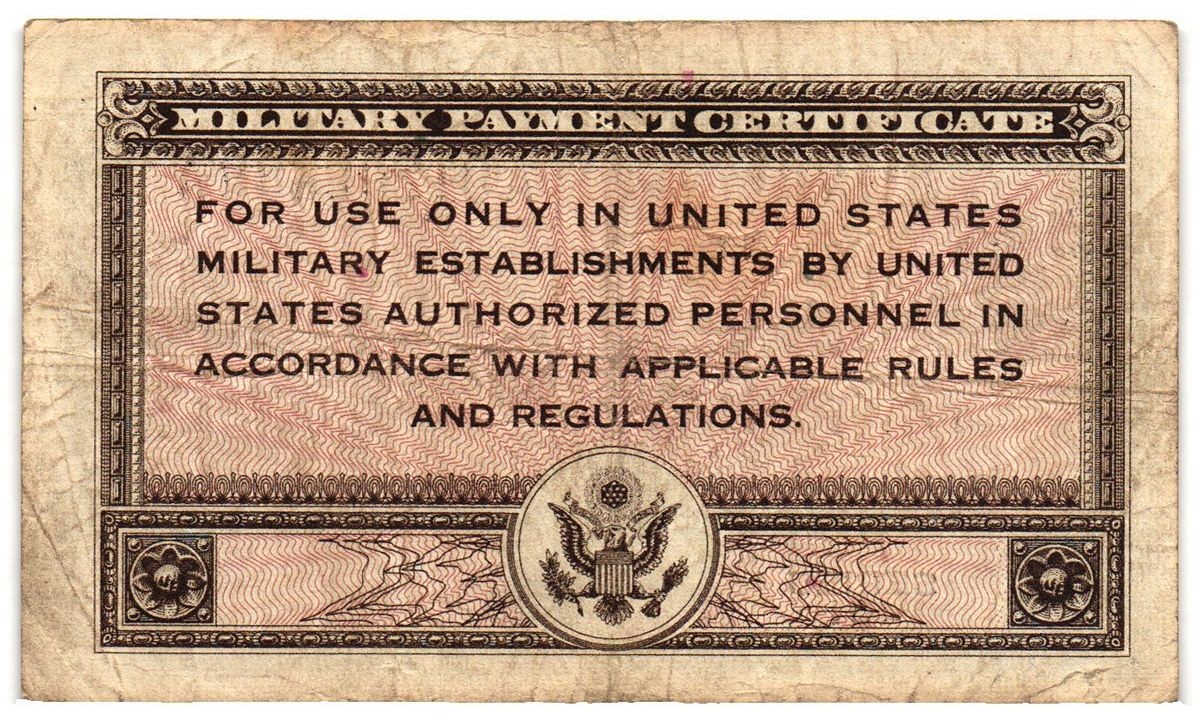 MILITARY PAYMENT CERTIFICATE
FOR USE ONLY IN UNITED STATES
MILITARY ESTABLISHMENTS BY UNITED
STATES AUTHORIZED PERSONNEL IN
ACCORDANCE WITH APPLICABLE RULES
AND REGULATIONS.